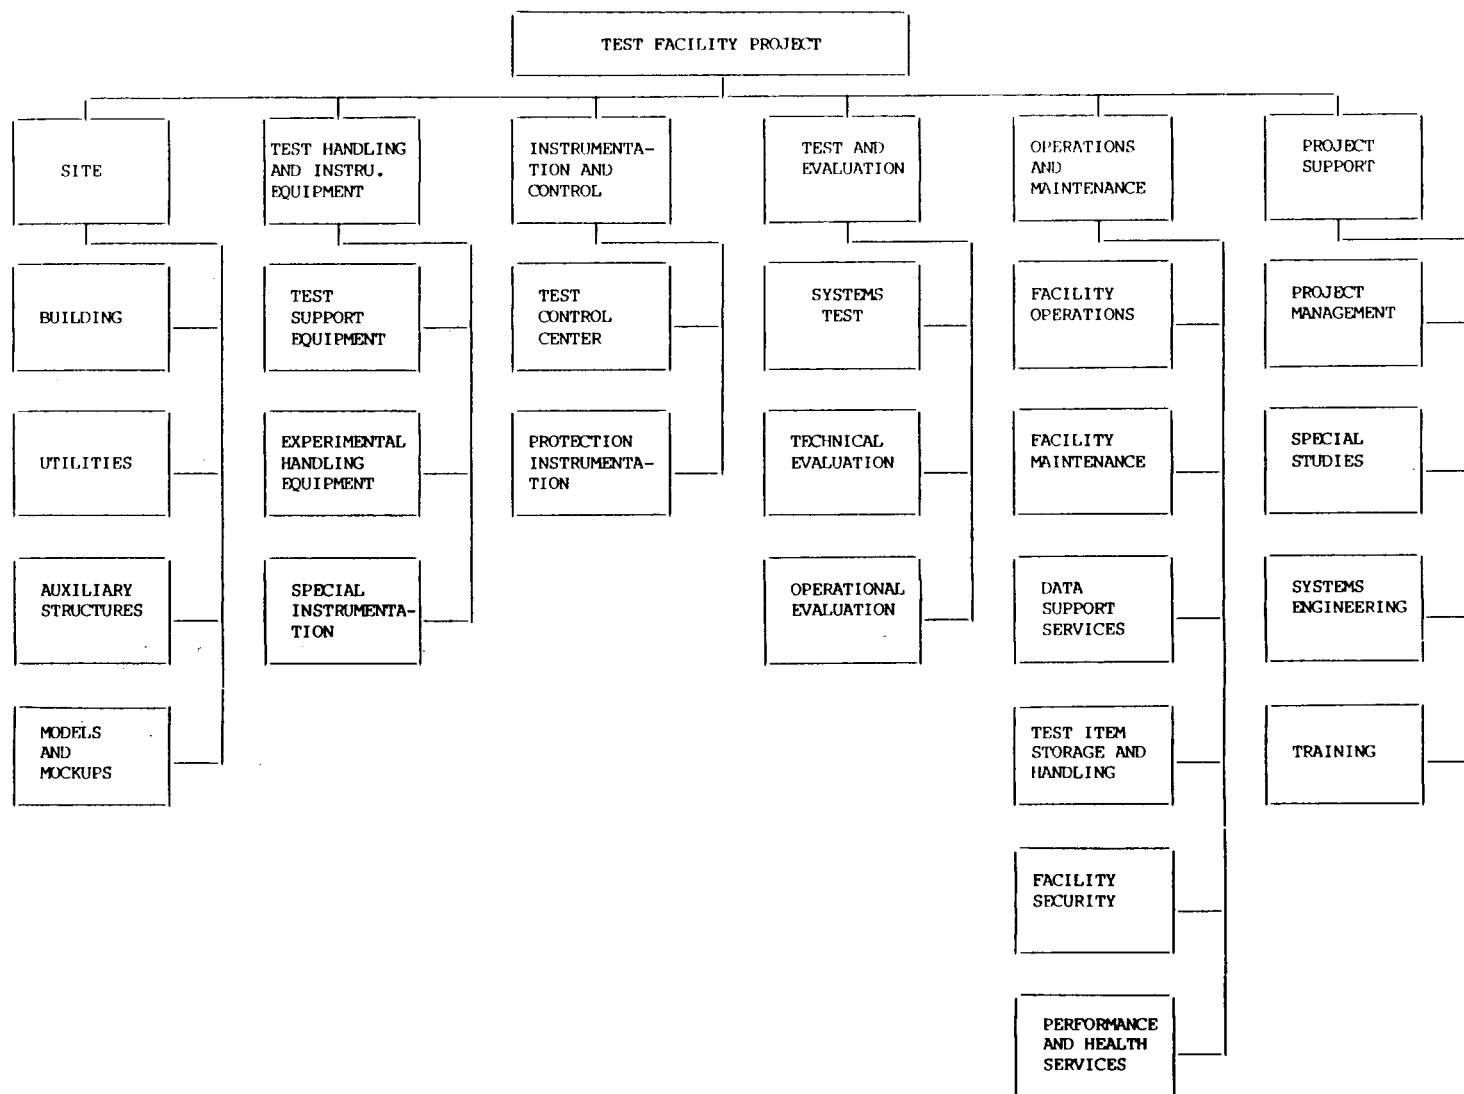 TEST FACILITY PROJECT
SITE
TEST HANDLING
AND INSTRU.
EQUIPMENT
INSTRUMENTA-
TION AND
CONTROL
TEST AND
EVALUATION
OPERATIONS
AND
MAINTENANCE
PROJECT
SUPPORT
BUILDING
UTILITIES
AUXILIARY
STRUCTURES
MODELS
AND
MOCKUPS
TEST
SUPPORT
EQUIPMENT
EXPERIMENTAL
HANDLING
EQUIPMENT
SPECIAL
INSTRUMENTA-
TION
TEST
CONTROL
CENTER
PROTECTION
INSTRUMENTA-
TION
SYSTEMS
TEST
TECHNICAL
EVALUATION
OPERATIONAL
EVALUATION
FACILITY
OPERATIONS
FACILITY
MAINTENANCE
DATA
SUPPORT
SERVICES
TEST ITEM
STORAGE AND
HANDLING
FACILITY
SECURITY
PERFORMANCE
AND HEALTH
SERVICES
PROJECT
MANAGEMENT
SPECIAL
STUDIES
SYSTEMS
ENGINEERING
TRAINING